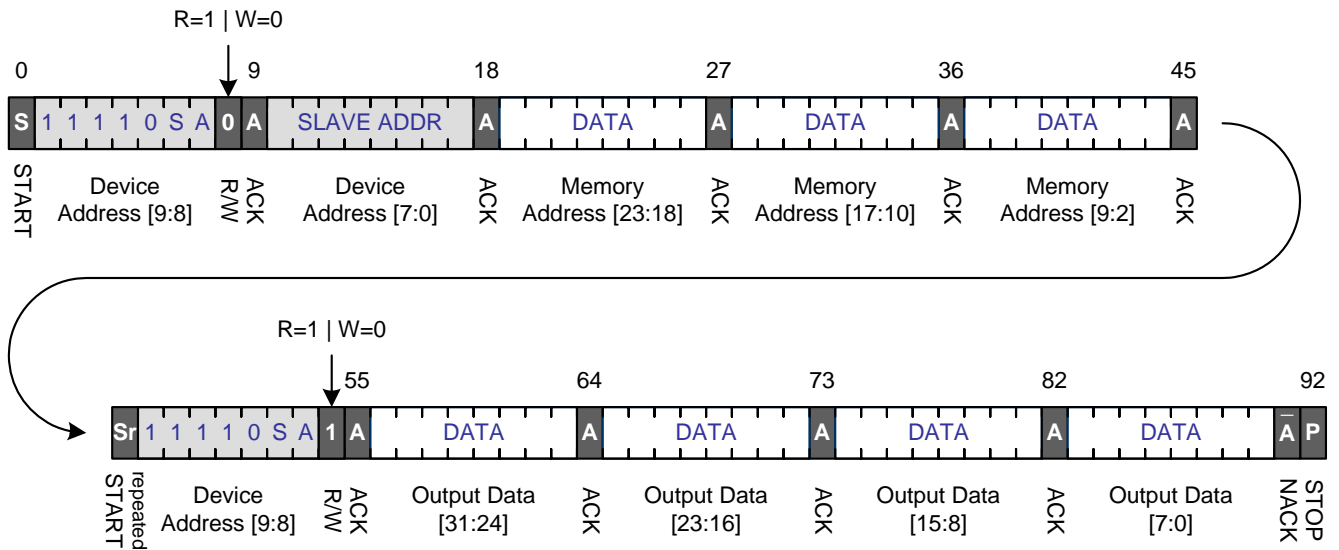 R=1 | W=0
0 9 18 27 36 45
S 1 1 1 1 0 S A 0 A SLAVE ADDR A DATA A DATA A DATA A
START Device Address [9:8] R/W ACK Device Address [7:0] ACK Memory Address [23:18] ACK Memory Address [17:10] ACK Memory Address [9:2] ACK
R=1 | W=0
55 64 73 82 92
Sr 1 1 1 1 0 S A 1 A DATA A DATA A DATA A DATA A̅ P
repeated START Device Address [9:8] R/W ACK Output Data [31:24] ACK Output Data [23:16] ACK Output Data [15:8] ACK Output Data [7:0] NACK STOP